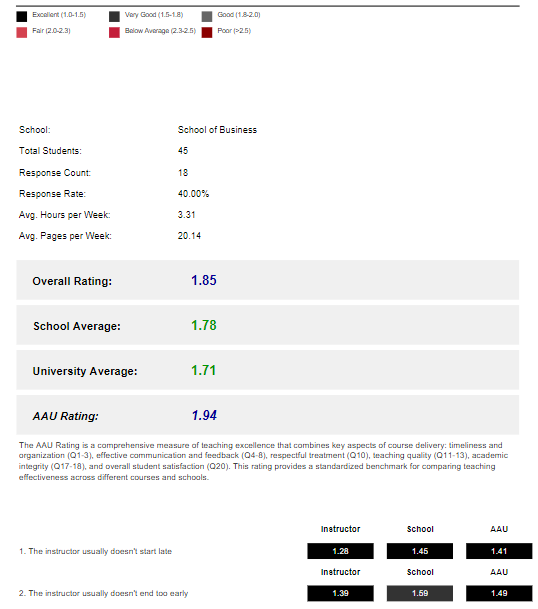 Excellent (1.0-1.5) Very Good (1.5-1.8) Good (1.8-2.0)
Fair (2.0-2.3) Below Average (2.3-2.5) Poor (>2.5)
School: School of Business
Total Students: 45
Response Count: 18
Response Rate: 40.00%
Avg. Hours per Week: 3.31
Avg. Pages per Week: 20.14
Overall Rating: 1.85
School Average: 1.78
University Average: 1.71
AAU Rating: 1.94
The AAU Rating is a comprehensive measure of teaching excellence that combines key aspects of course delivery: timeliness and
organization (Q1-3), effective communication and feedback (Q4-8), respectful treatment (Q10), teaching quality (Q11-13), academic
integrity (Q17-18), and overall student satisfaction (Q20). This rating provides a standardized benchmark for comparing teaching
effectiveness across different courses and schools.
Instructor School AAU
1. The instructor usually doesn't start late 1.28 1.45 1.41
Instructor School AAU
2. The instructor usually doesn't end too early 1.39 1.59 1.49